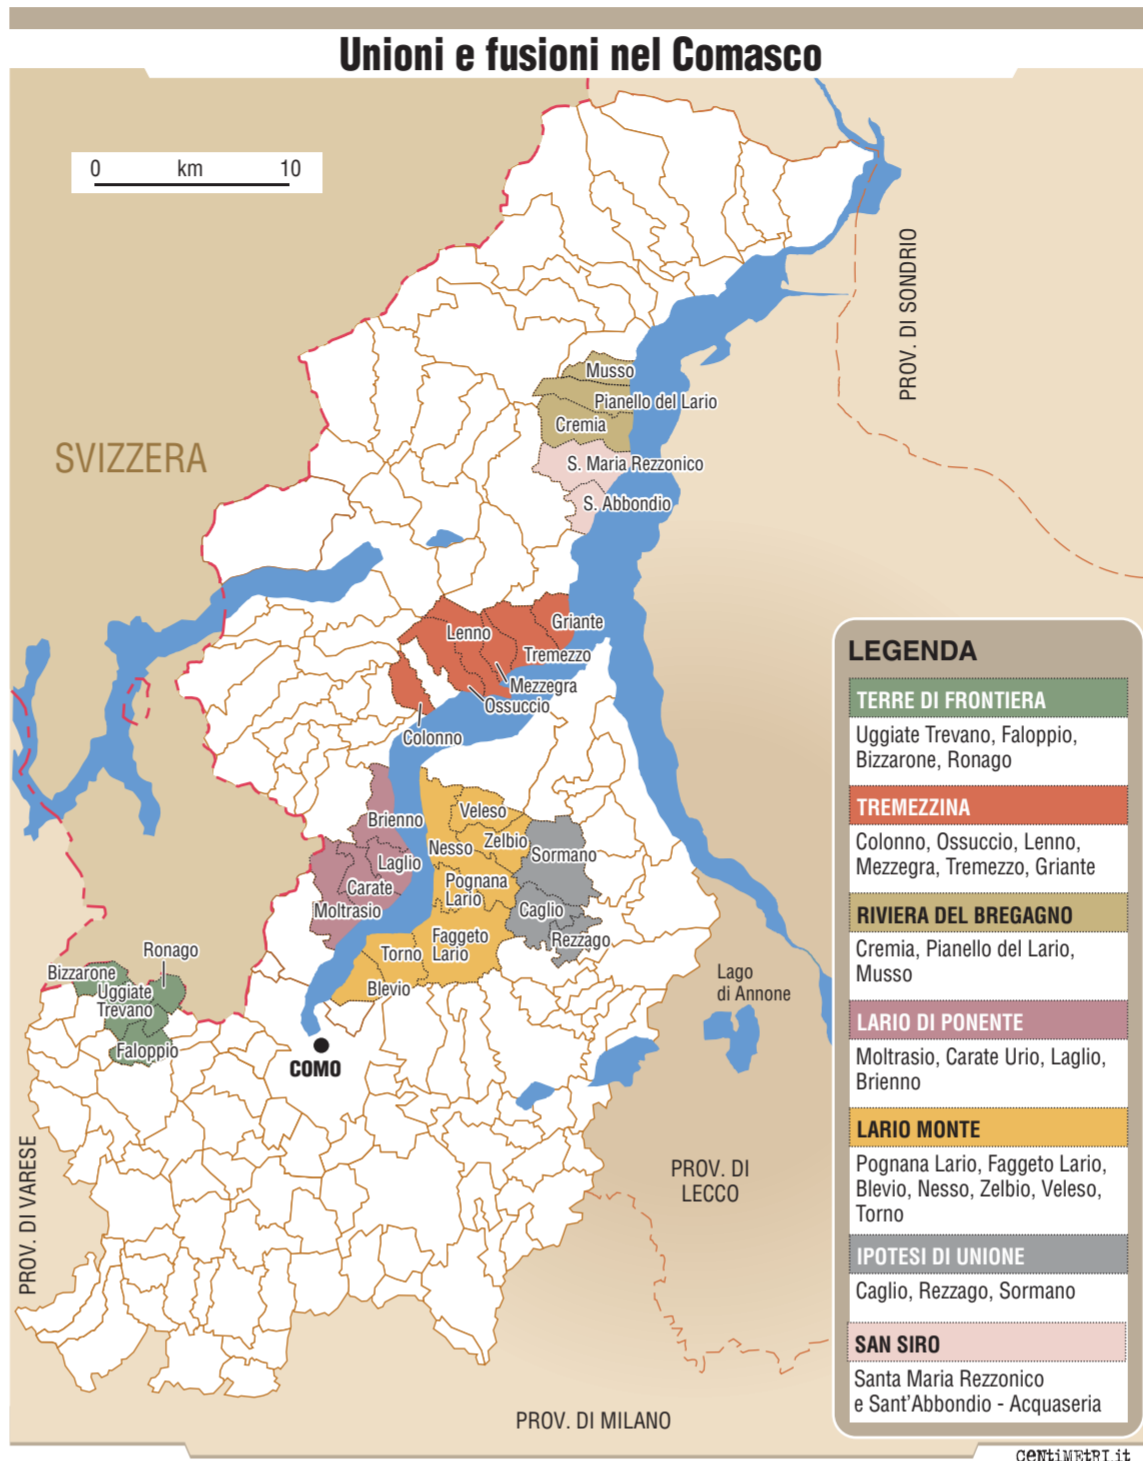 Unioni e fusioni nel Comasco
0 km 10
PROV. DI SONDRIO
SVIZZERA
Musso
Pianello del Lario
Cremia
S. Maria Rezzonico
S. Abbondio
Griante
Lenno
Tremezzo
Mezzegra
Ossuccio
Colonno
Brienno
Laglio
Carate
Moltrasio
Veleso
Zelbio
Nesso
Sormano
Pognana
Lario
Caglio
Rezzago
Faggeto
Lario
Torno
Blevio
Ronago
Bizzarone
Uggiate
Trevano
Faloppio
COMO
Lago
di Annone
PROV. DI VARESE
PROV. DI
LECCO
PROV. DI MILANO
LEGENDA
TERRE DI FRONTIERA
Uggiate Trevano, Faloppio,
Bizzarone, Ronago
TREMEZZINA
Colonno, Ossuccio, Lenno,
Mezzegra, Tremezzo, Griante
RIVIERA DEL BREGAGNO
Cremia, Pianello del Lario,
Musso
LARIO DI PONENTE
Moltrasio, Carate Urio, Laglio,
Brienno
LARIO MONTE
Pognana Lario, Faggeto Lario,
Blevio, Nesso, Zelbio, Veleso,
Torno
IPOTESI DI UNIONE
Caglio, Rezzago, Sormano
SAN SIRO
Santa Maria Rezzonico
e Sant'Abbondio - Acquaseria
CeNtiMEtRI.it